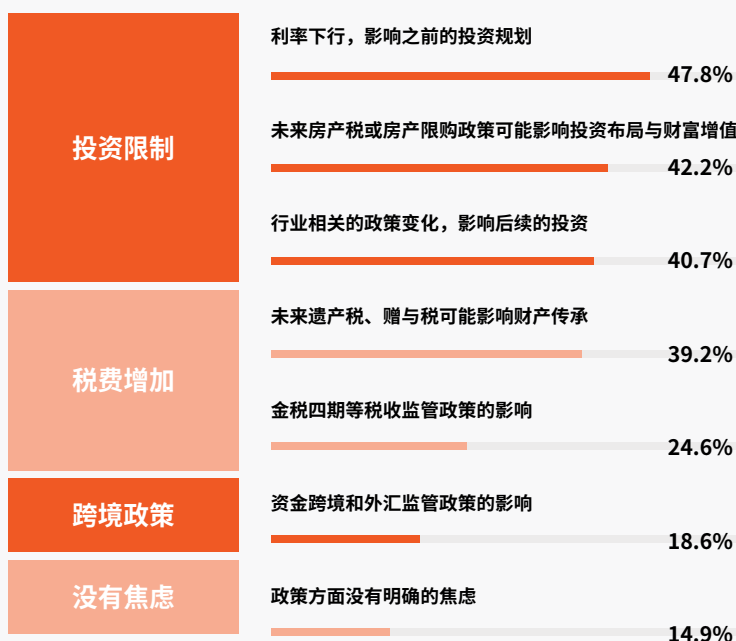 投资限制
利率下行，影响之前的投资规划
47.8%
未来房产税或房产限购政策可能影响投资布局与财富增值
42.2%
行业相关的政策变化，影响后续的投资
40.7%
税费增加
未来遗产税、赠与税可能影响财产传承
39.2%
金税四期等税收监管政策的影响
24.6%
跨境政策
资金跨境和外汇监管政策的影响
18.6%
没有焦虑
政策方面没有明确的焦虑
14.9%